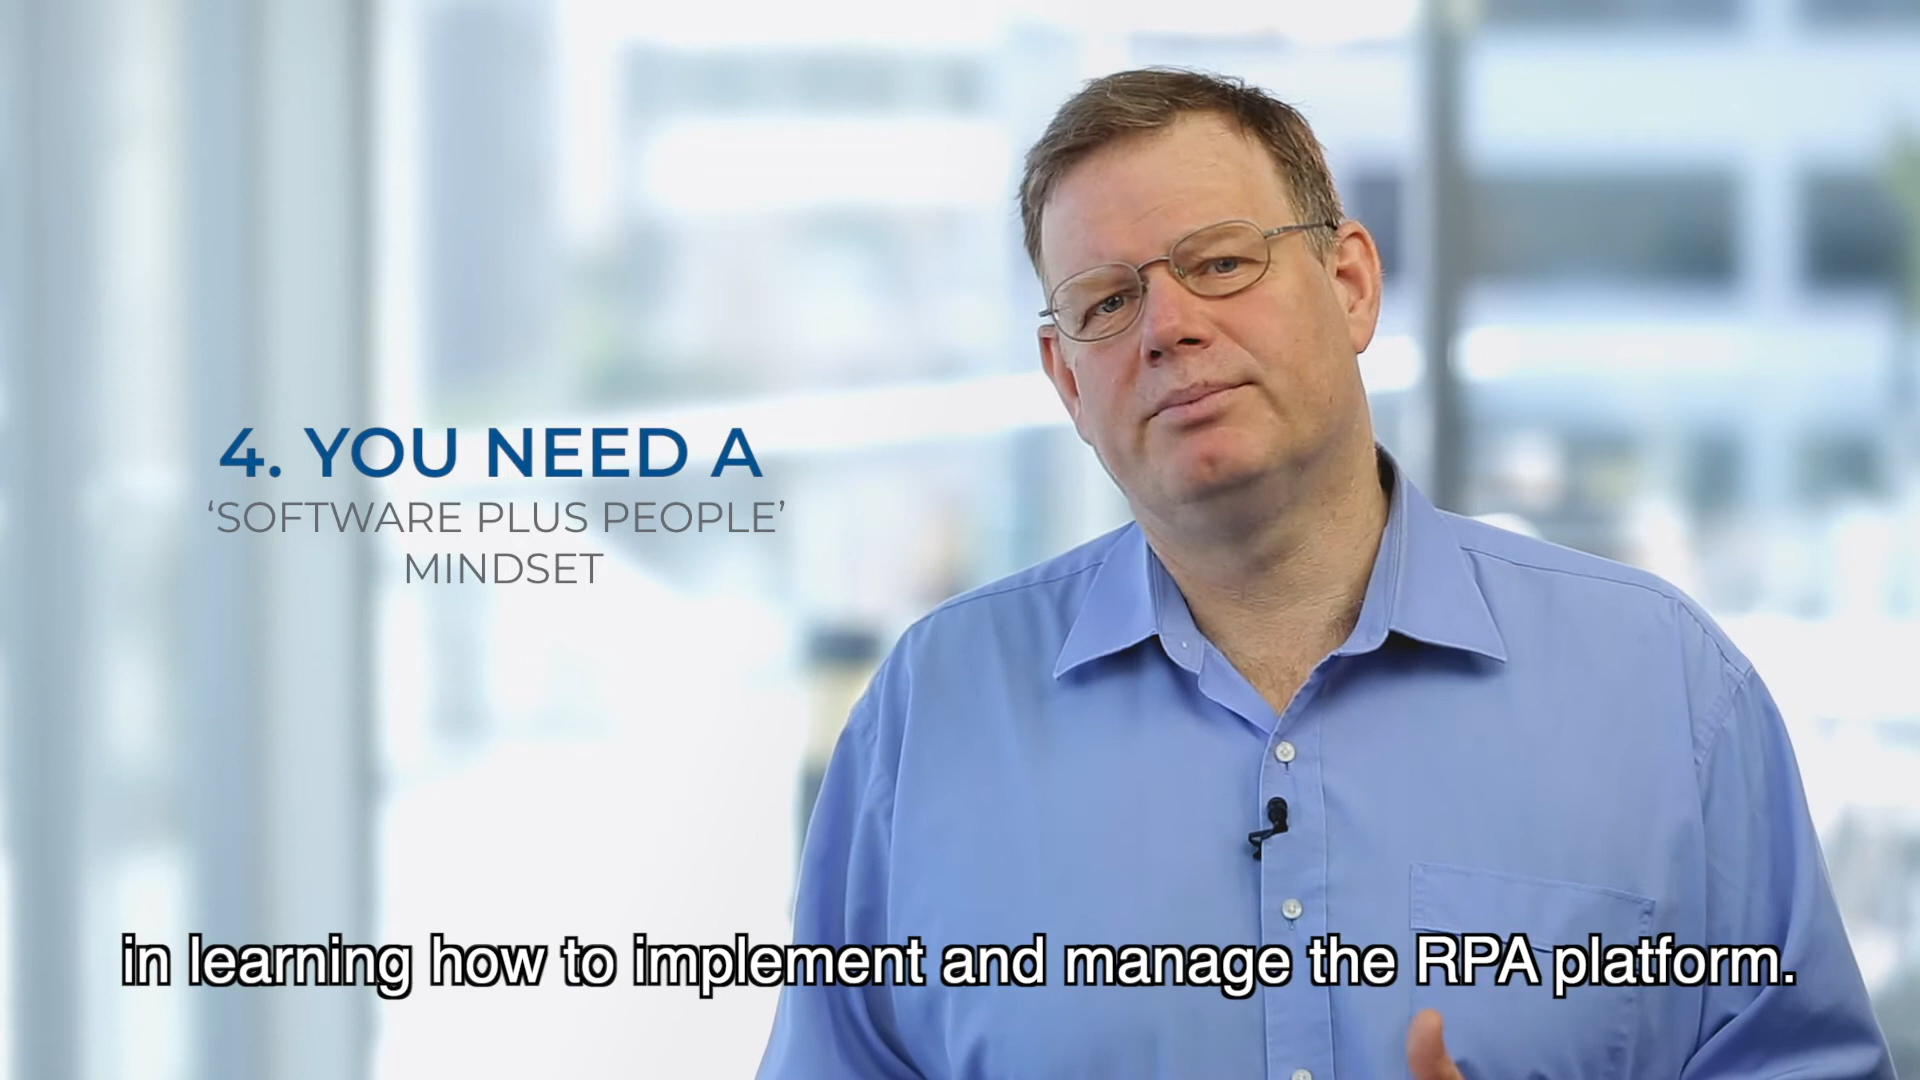 4. YOU NEED A
‘SOFTWARE PLUS PEOPLE’
MINDSET
in learning how to implement and manage the RPA platform.